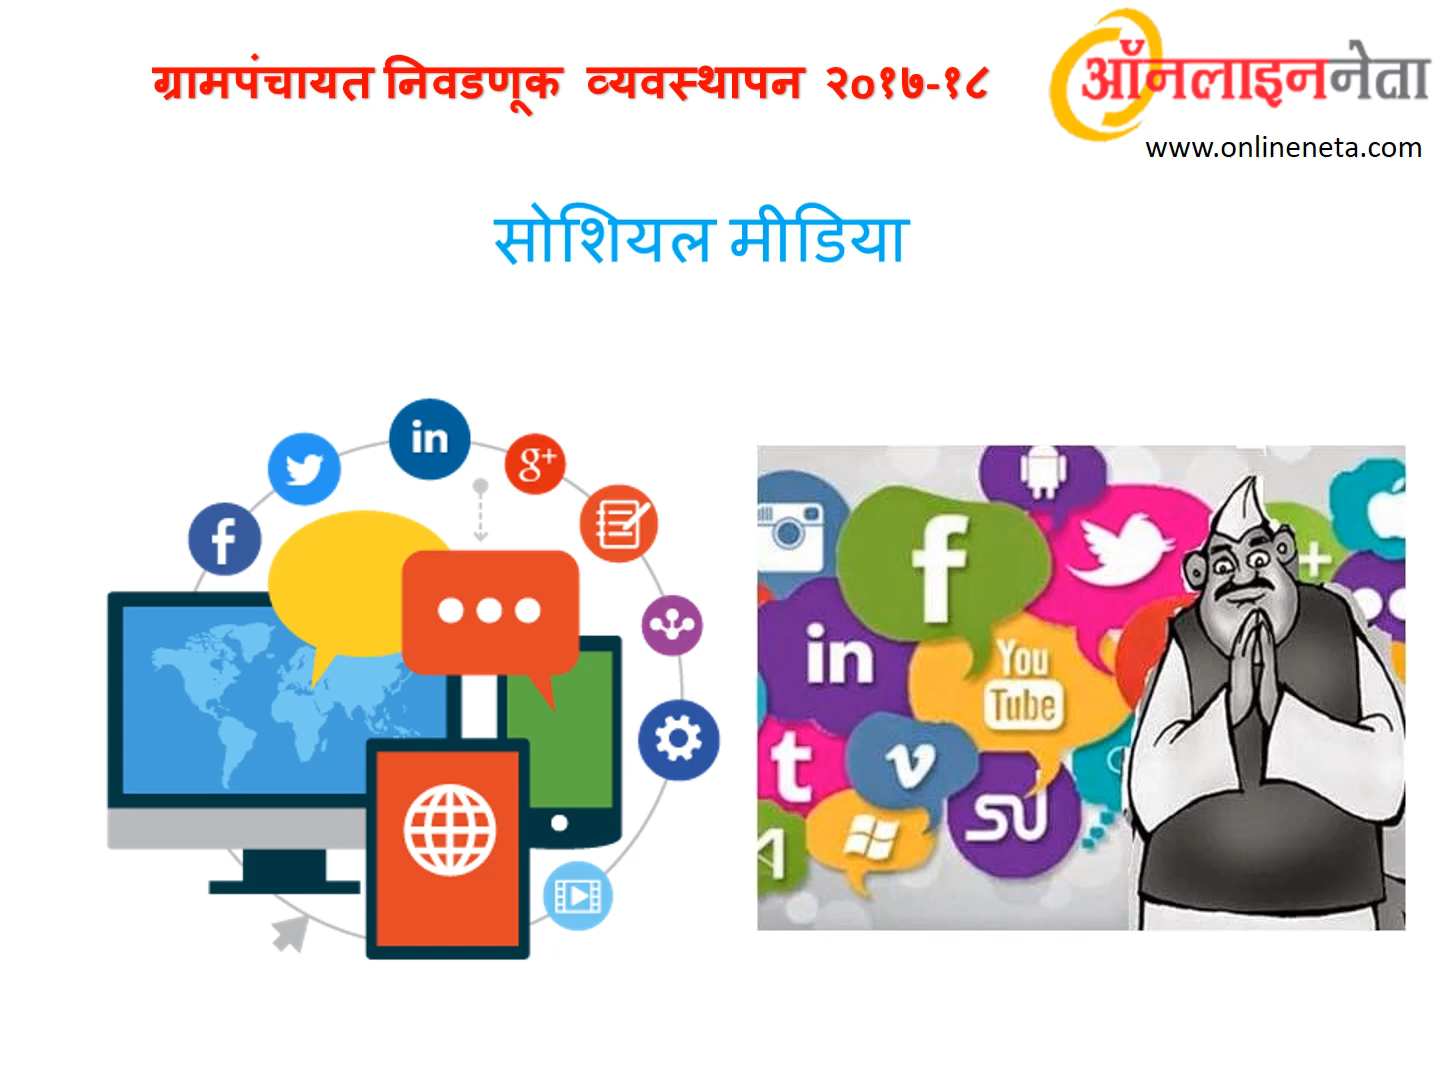 ग्रामपंचायत निवडणूक व्यवस्थापन २०१७-१८
ऑनलाइननेता
www.onlineneta.com
सोशियल मीडिया
in
g+
f
f
in
You
Tube
t
v
+